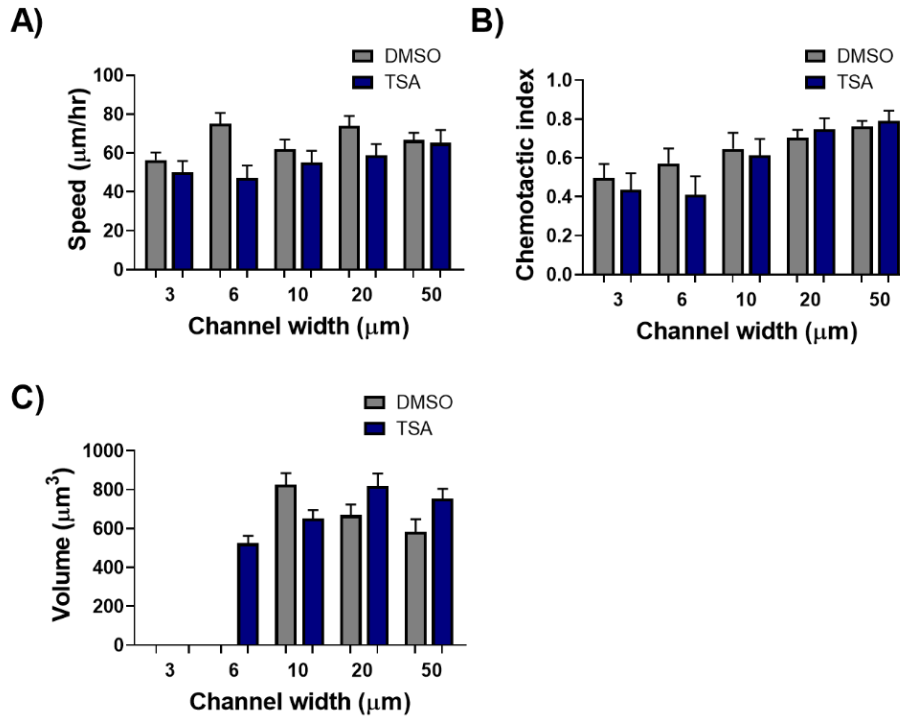 A)
DMSO
TSA
Speed (μm/hr)
100
80
60
40
20
0
3 6 10 20 50
Channel width (μm)
B)
DMSO
TSA
Chemotactic index
1.0
0.8
0.6
0.4
0.2
0.0
3 6 10 20 50
Channel width (μm)
C)
DMSO
TSA
Volume (μm³)
1000
800
600
400
200
0
3 6 10 20 50
Channel width (μm)